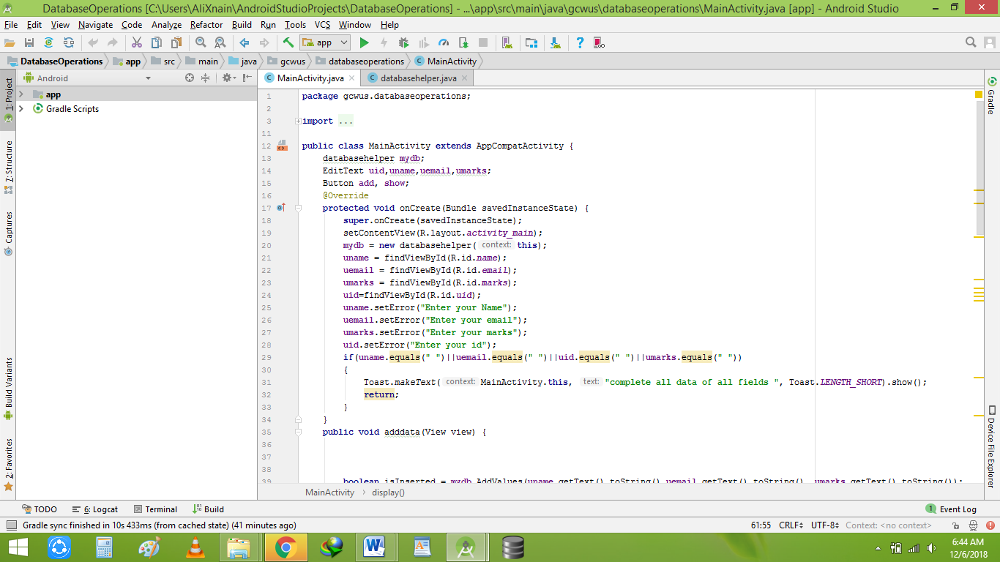 DatabaseOperations [C:\Users\AliXnain\AndroidStudioProjects\DatabaseOperations] - ...\app\src\main\java\gcwus\databaseoperations\MainActivity.java [app] - Android Studio
File Edit View Navigate Code Analyze Refactor Build Run Tools VCS Window Help
app
DatabaseOperations app src main java gcwus databaseoperations MainActivity
Android
MainActivity.java databasehelper.java
1: Project
7: Structure
Captures
Build Variants
2: Favorites
app
Gradle Scripts
1 package gcwus.databaseoperations;
2
3 import ...
11
12 public class MainActivity extends AppCompatActivity {
13 databasehelper mydb;
14 EditText uid,uname,uemail,umarks;
15 Button add, show;
16 @Override
17 protected void onCreate(Bundle savedInstanceState) {
18 super.onCreate(savedInstanceState);
19 setContentView(R.layout.activity_main);
20 mydb = new databasehelper( context: this);
21 uname = findViewById(R.id.name);
22 uemail = findViewById(R.id.email);
23 umarks = findViewById(R.id.marks);
24 uid=findViewById(R.id.uid);
25 uname.setError("Enter your Name");
26 uemail.setError("Enter your email");
27 umarks.setError("Enter your marks");
28 uid.setError("Enter your id");
29 if(uname.equals(" ")||uemail.equals(" ")||uid.equals(" ")||umarks.equals(" "))
30 {
31 Toast.makeText( context: MainActivity.this, text: "complete all data of all fields ", Toast.LENGTH_SHORT).show();
32 return;
33 }
34 }
35 public void adddata(View view) {
36
37
38
39 boolean isInserted = mydb.AddValues(uname.getText().toString(),uemail.getText().toString(), umarks.getText().toString());
MainActivity display()
Gradle
Device File Explorer
TODO 6: Logcat Terminal Build 1 Event Log
Gradle sync finished in 10s 433ms (from cached state) (41 minutes ago) 61:55 CRLF UTF-8 Context: <no context>
6:44 AM
12/6/2018